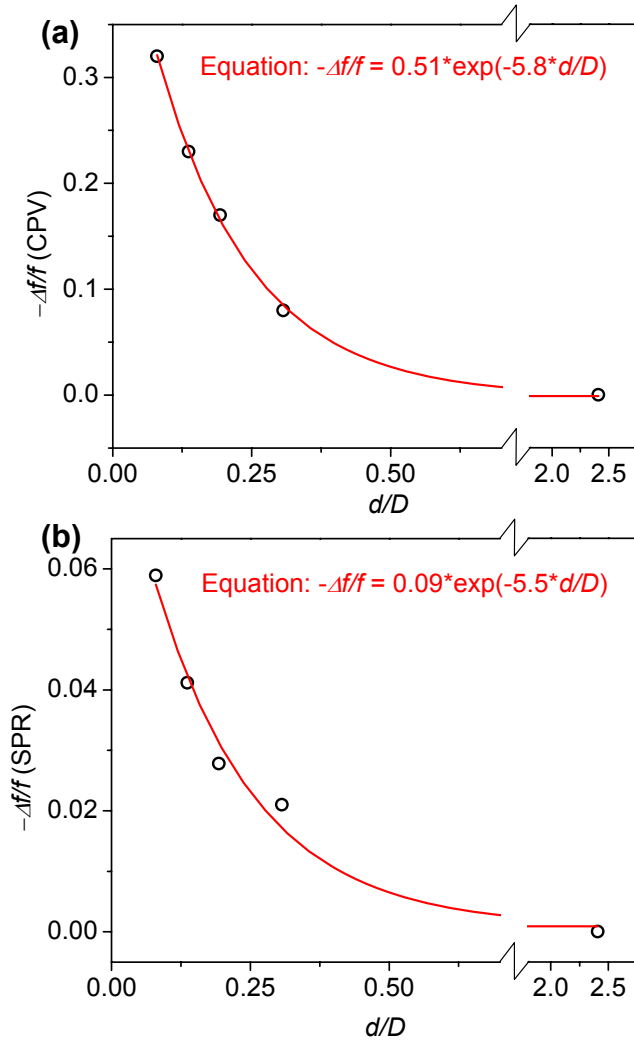 (a)
Equation: -Δf/f = 0.51*exp(-5.8*d/D)
−Δf/f (CPV)
0.3
0.2
0.1
0.0
0.00 0.25 0.50 2.0 2.5
d/D
(b)
Equation: -Δf/f = 0.09*exp(-5.5*d/D)
−Δf/f (SPR)
0.06
0.04
0.02
0.00
0.00 0.25 0.50 2.0 2.5
d/D